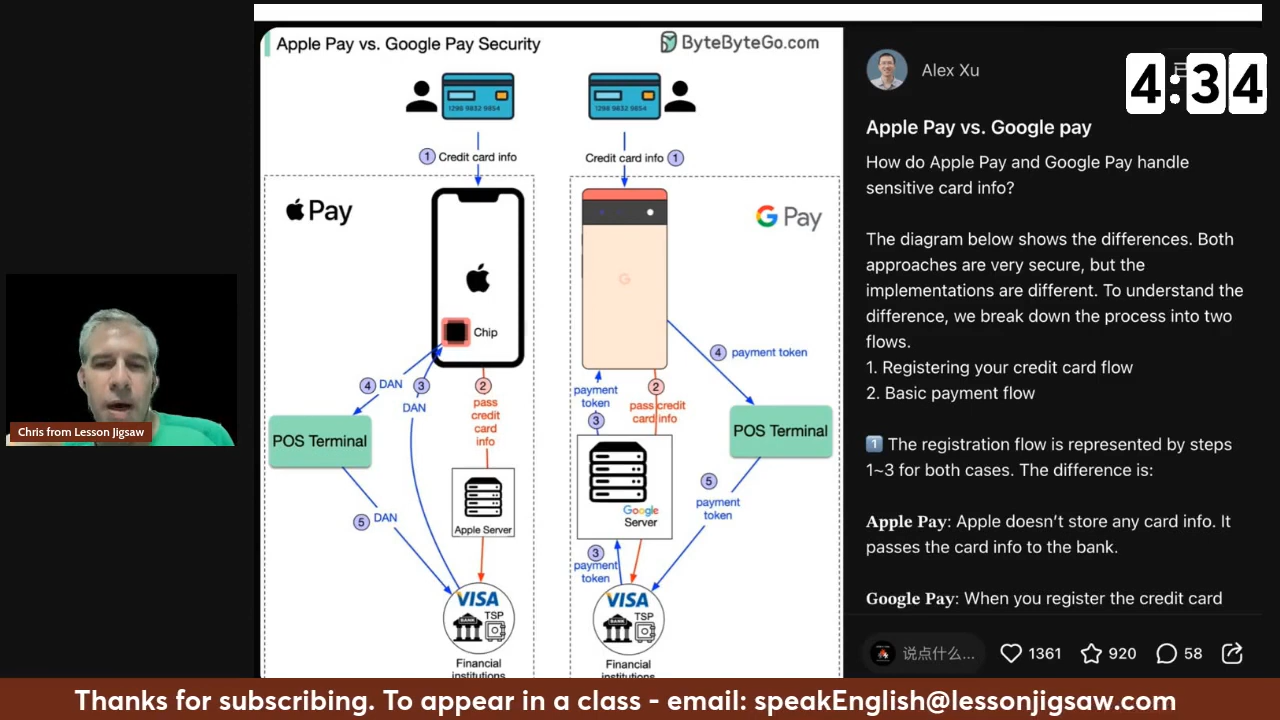 Apple Pay vs. Google Pay Security
ByteByteGo.com
1 Credit card info
Credit card info 1
Pay
G Pay
Chip
4 DAN
3
DAN
2
pass
credit
card
info
POS Terminal
5 DAN
Apple Server
VISA
BANK
TSP
Financial
institutions
4 payment token
payment
token
3
2
pass credit
card info
POS Terminal
Google
Server
5
payment
token
3
payment
token
VISA
BANK
TSP
Financial
institutions
Alex Xu
4:34
Apple Pay vs. Google pay
How do Apple Pay and Google Pay handle
sensitive card info?
The diagram below shows the differences. Both
approaches are very secure, but the
implementations are different. To understand the
difference, we break down the process into two
flows.
1. Registering your credit card flow
2. Basic payment flow
1 The registration flow is represented by steps
1~3 for both cases. The difference is:
Apple Pay: Apple doesn’t store any card info. It
passes the card info to the bank.
Google Pay: When you register the credit card
说点什么...
1361
920
58
Chris from Lesson Jigsaw
Thanks for subscribing. To appear in a class - email: speakEnglish@lessonjigsaw.com